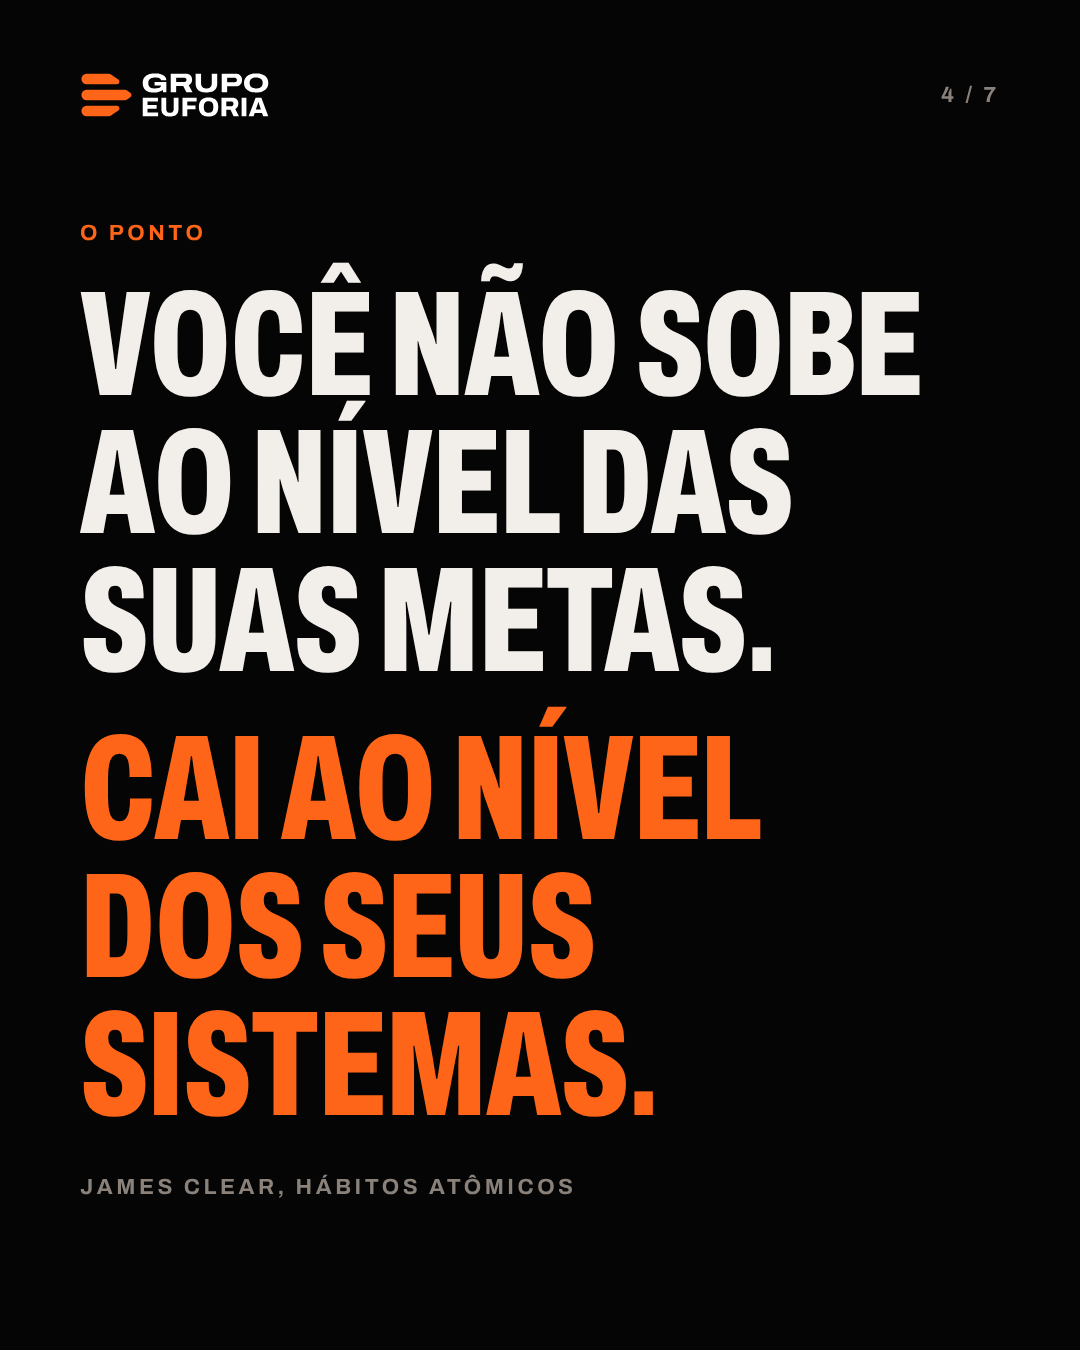 GRUPO
EUFORIA
4 / 7
O PONTO
VOCÊ NÃO SOBE
AO NÍVEL DAS
SUAS METAS.
CAI AO NÍVEL
DOS SEUS
SISTEMAS.
JAMES CLEAR, HÁBITOS ATÔMICOS